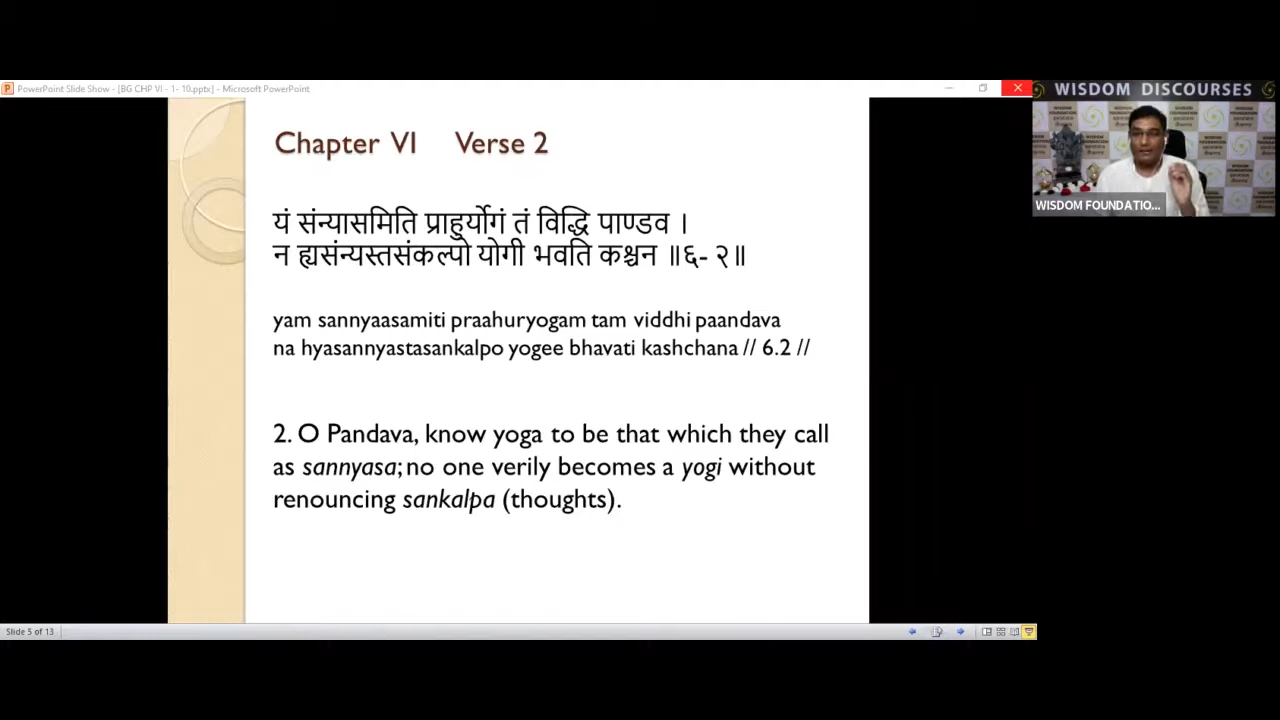 PowerPoint Slide Show - [BG CHP VI - 1- 10.pptx] - Microsoft PowerPoint
WISDOM DISCOURSES
Chapter VI Verse 2
WISDOM FOUNDATIO...
यं संन्यासमिति प्राहुर्योगं तं विद्धि पाण्डव ।
न ह्यसंन्यस्तसंकल्पो योगी भवति कश्चन ॥६- २॥
yam sannyaasamiti praahuryogam tam viddhi paandava
na hyasannyastasankalpo yogee bhavati kashchana // 6.2 //
2. O Pandava, know yoga to be that which they call
as sannyasa; no one verily becomes a yogi without
renouncing sankalpa (thoughts).
Slide 5 of 13